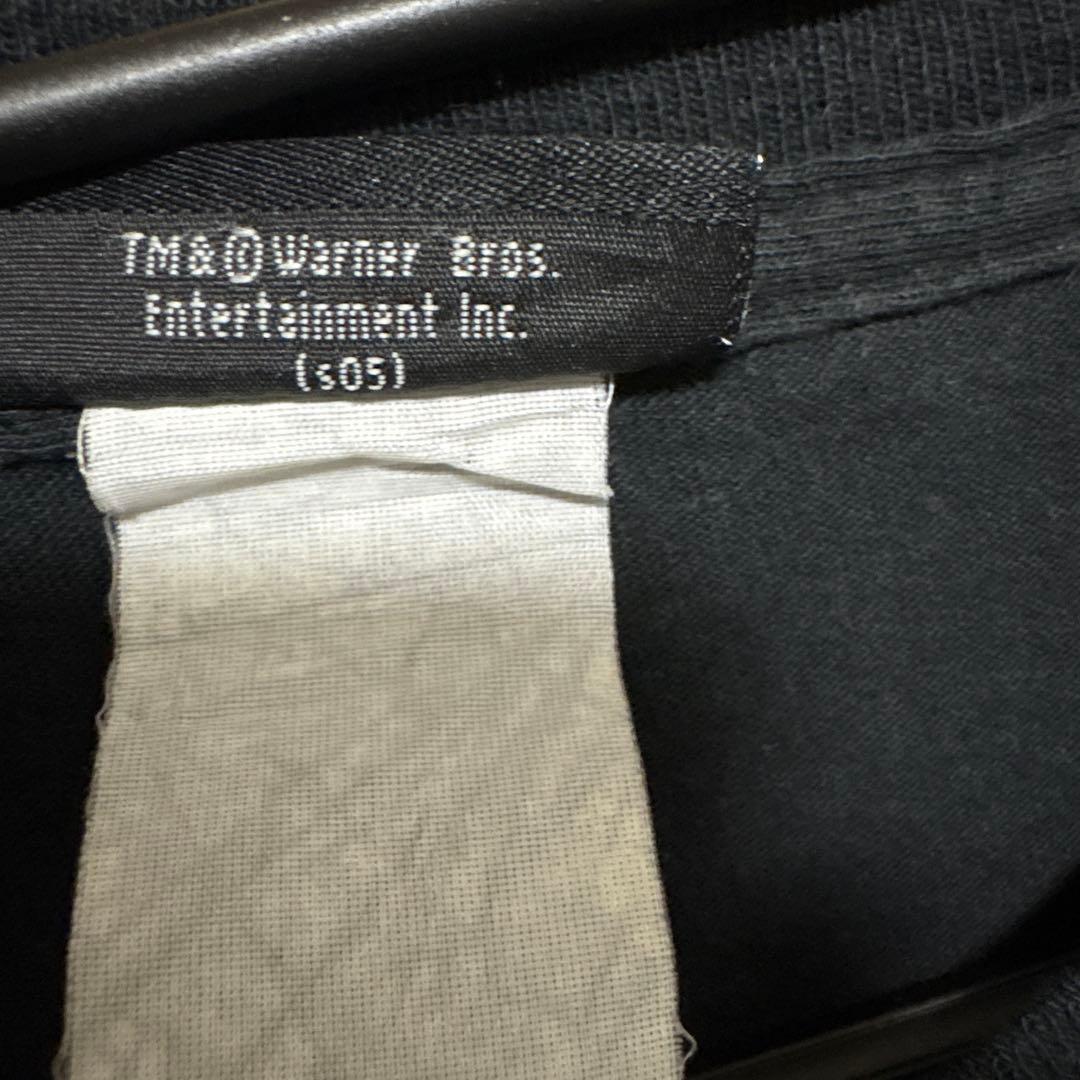 TM & © Warner Bros.
Entertainment Inc.
(s05)